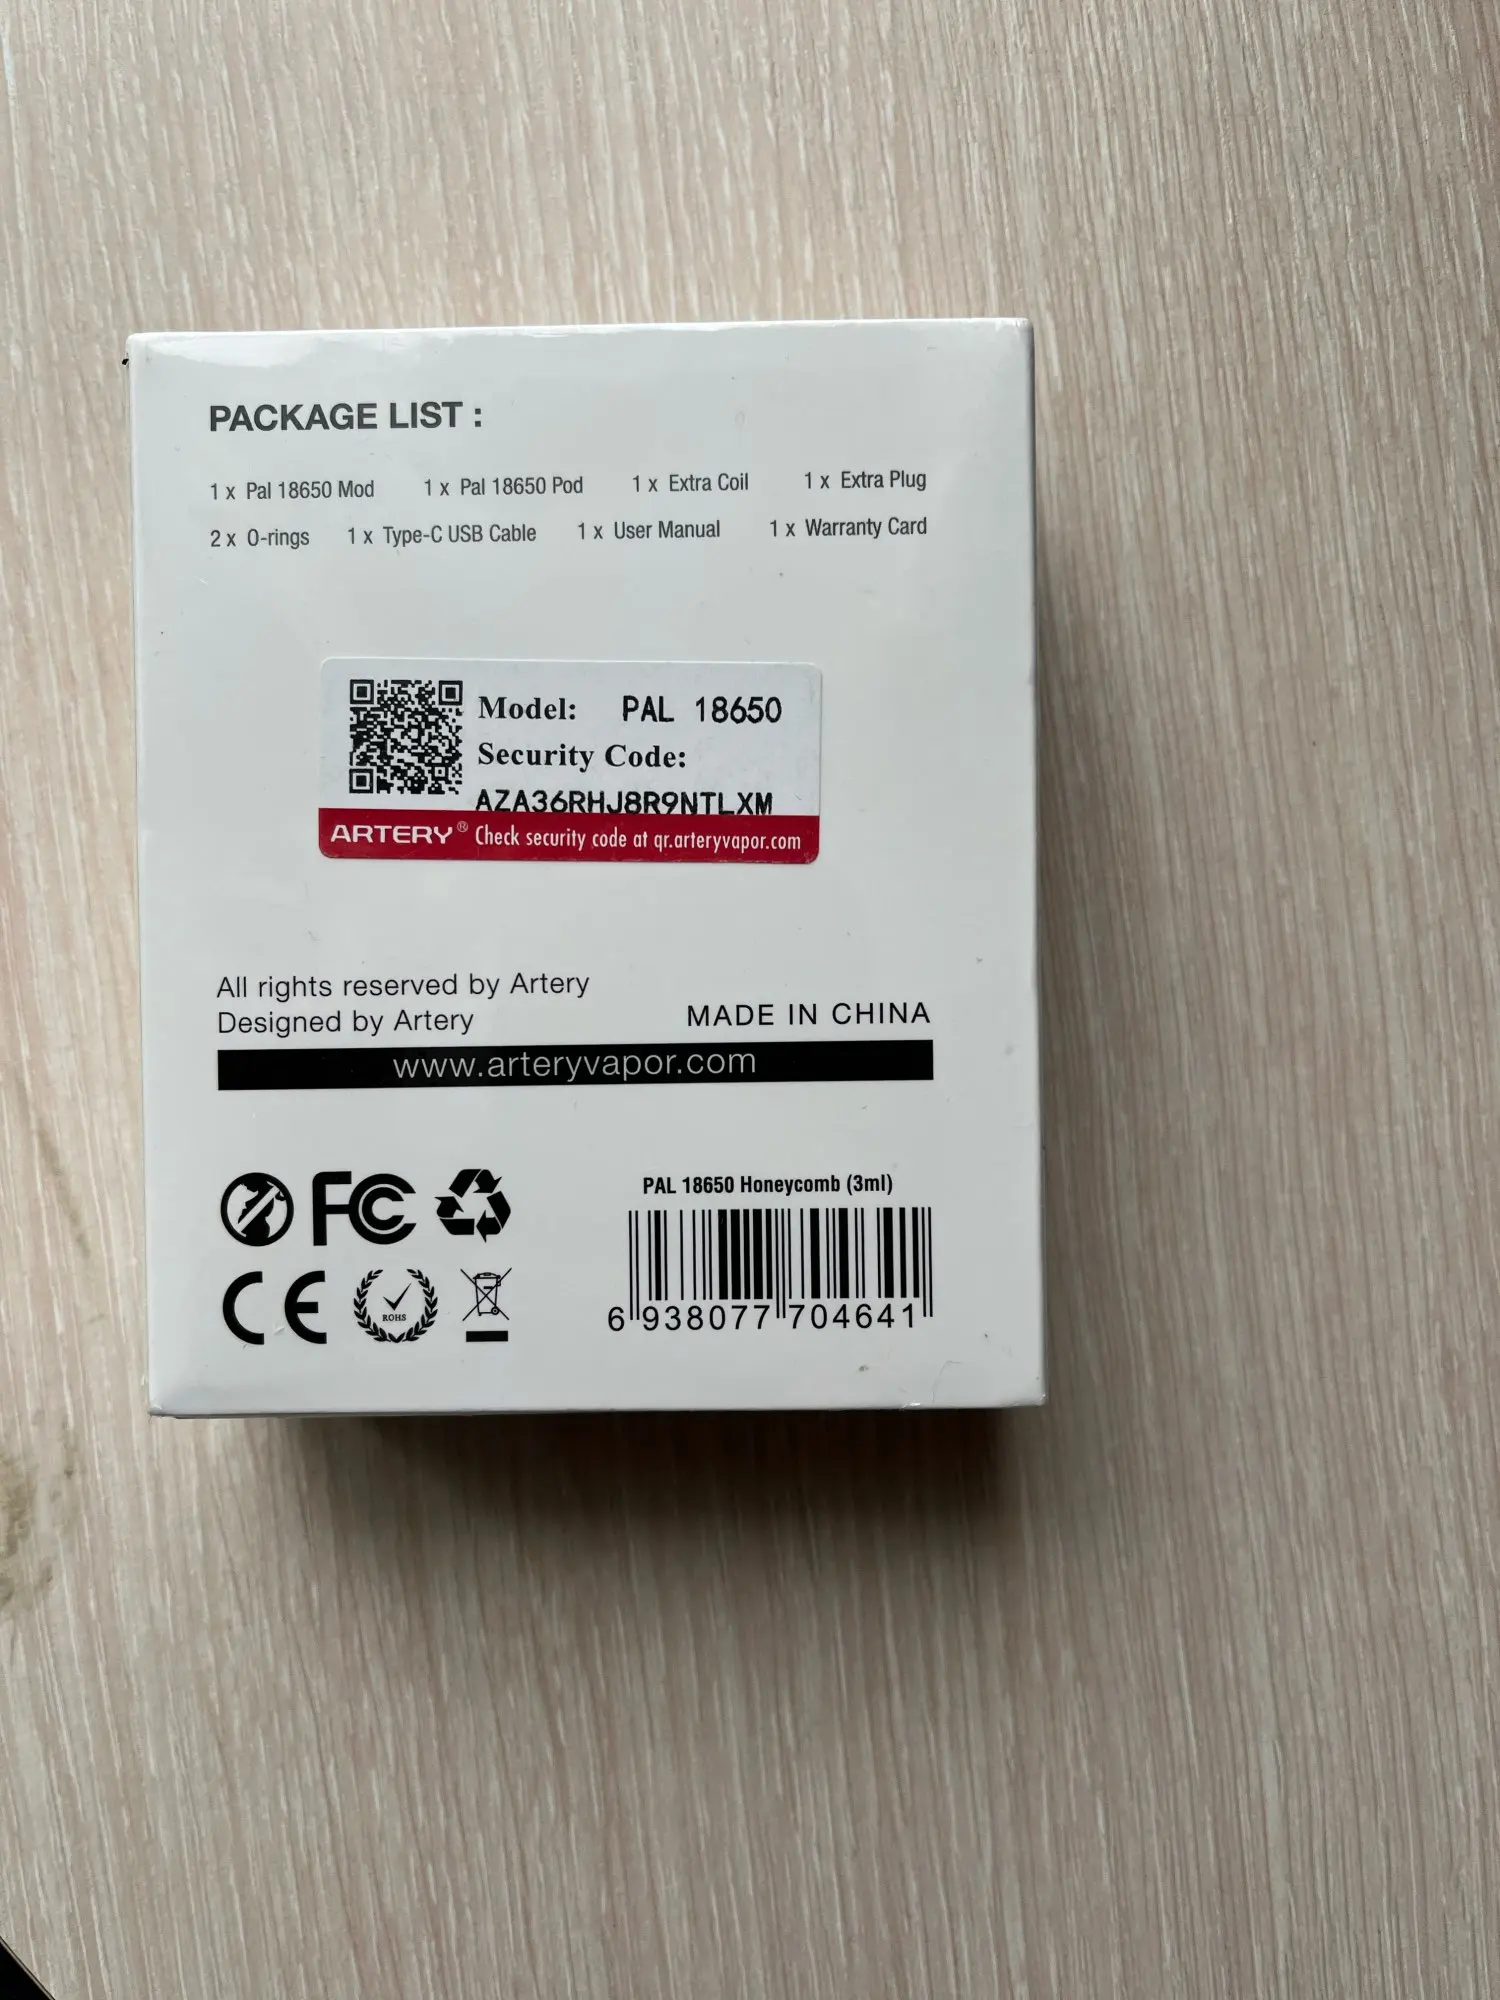 PACKAGE LIST :
1 x Pal 18650 Mod 1 x Pal 18650 Pod 1 x Extra Coil 1 x Extra Plug
2 x O-rings 1 x Type-C USB Cable 1 x User Manual 1 x Warranty Card
Model: PAL 18650
Security Code:
AZA36RHJ8R9NTLXM
ARTERY® Check security code at qr.arteryvapor.com
All rights reserved by Artery
Designed by Artery
MADE IN CHINA
www.arteryvapor.com
FC
CE
ROHS
PAL 18650 Honeycomb (3ml)
6 938077 704641